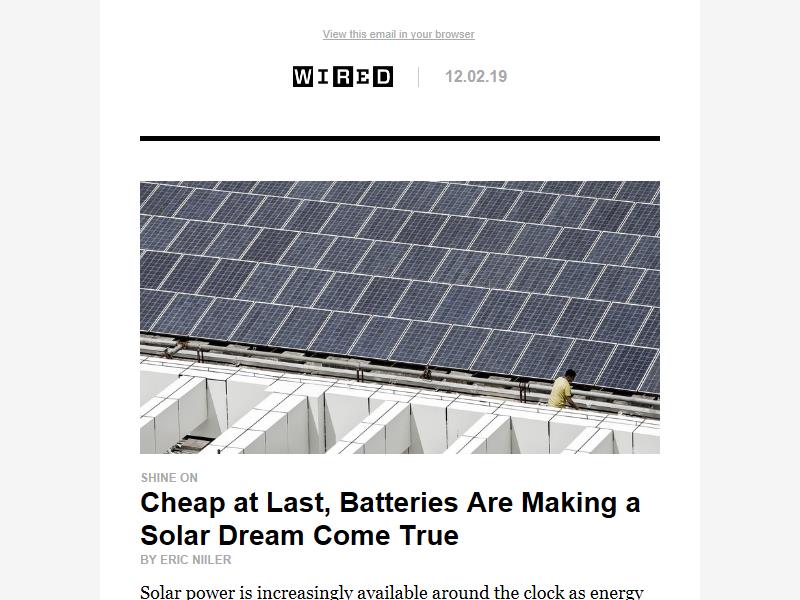 View this email in your browser
WIRED 12.02.19
SHINE ON
Cheap at Last, Batteries Are Making a
Solar Dream Come True
BY ERIC NIILER
Solar power is increasingly available around the clock as energy